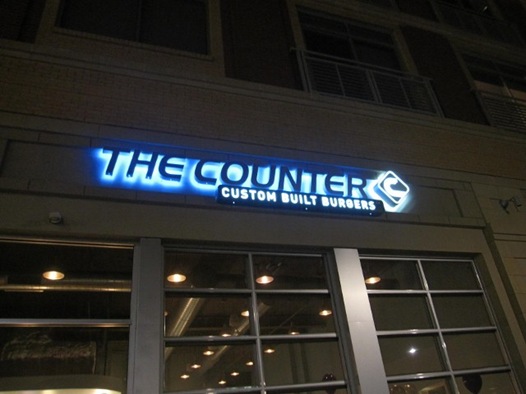 THE COUNTER C
CUSTOM BUILT BURGERS